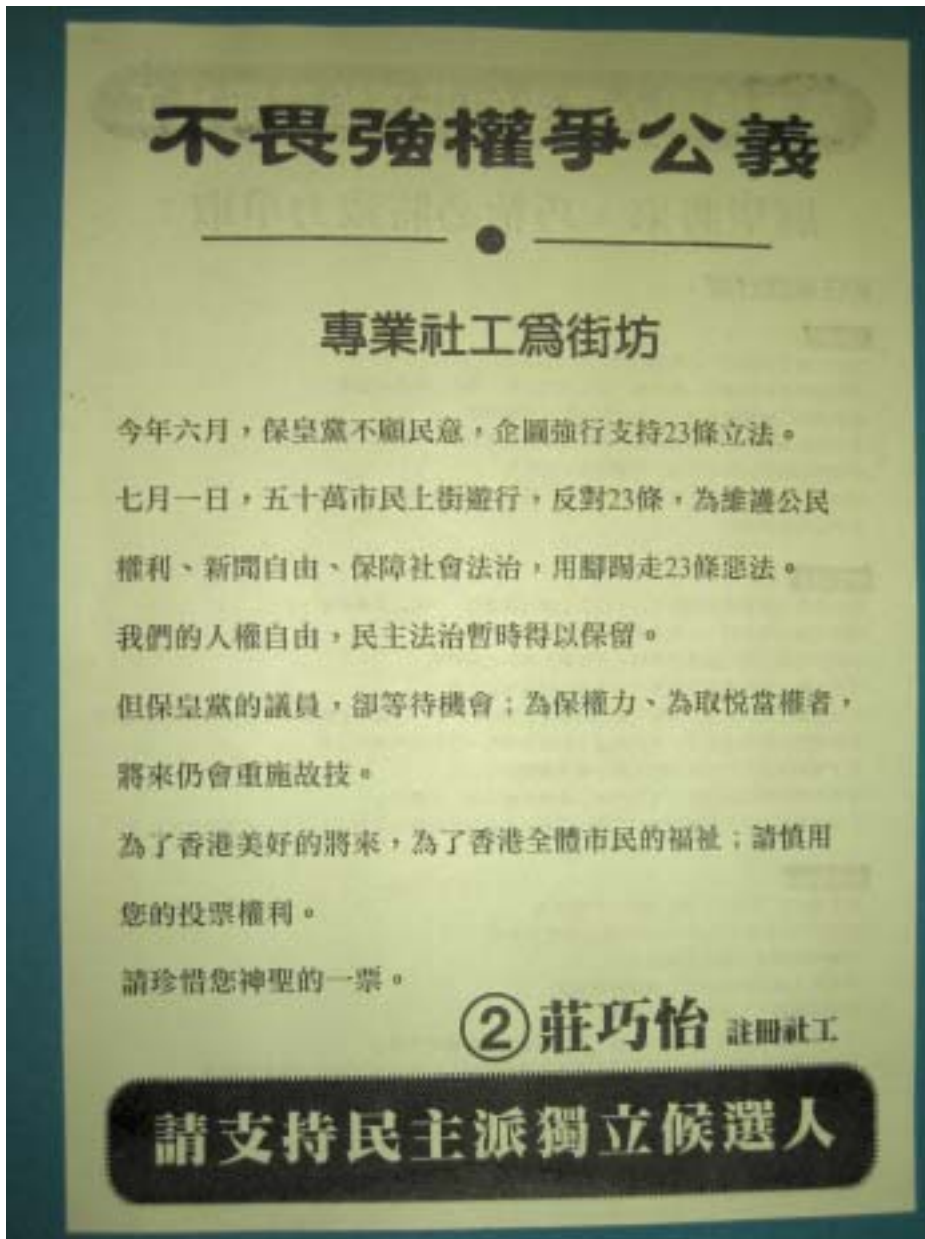 不畏強權爭公義
專業社工為街坊
今年六月，保皇黨不顧民意，企圖強行支持23條立法。
七月一日，五十萬市民上街遊行，反對23條，為維護公民
權利、新聞自由、保障社會法治，用腳踢走23條惡法。
我們的人權自由，民主法治暫時得以保留。
但保皇黨的議員，卻等待機會；為保權力、為取悅當權者，
將來仍會重施故技。
為了香港美好的將來，為了香港全體市民的福祉；請慎用
您的投票權利。
請珍惜您神聖的一票。
②莊巧怡 註冊社工
請支持民主派獨立候選人